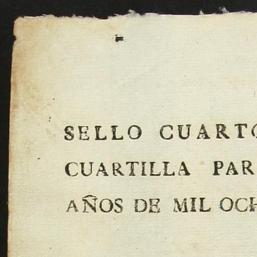 SELLO CUARTO
CUARTILLA PAR
AÑOS DE MIL OCH